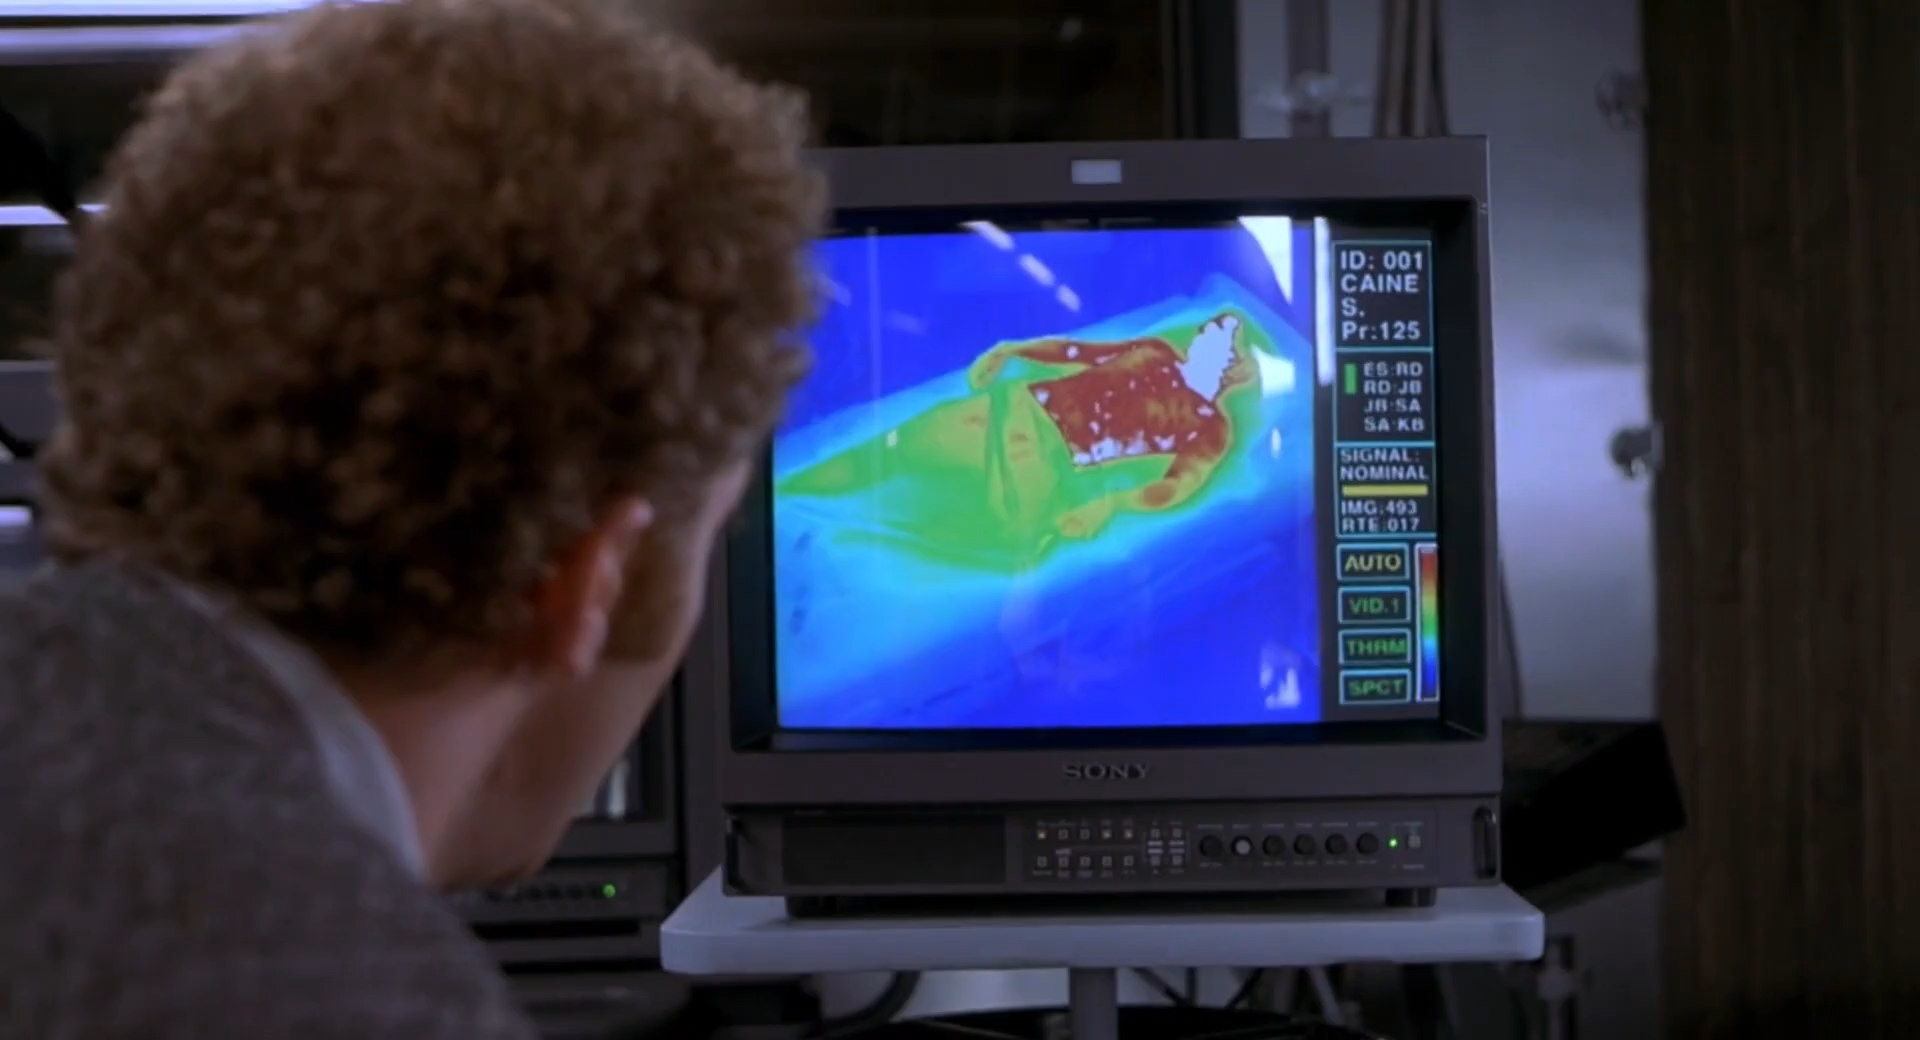 ID: 001
CAINE
S.
Pr:125
ES:RD
RD:JB
JB:SA
SA:KB
SIGNAL:
NOMINAL
IMG:493
RTE:017
AUTO
VID.1
THRM
SPCT
SONY